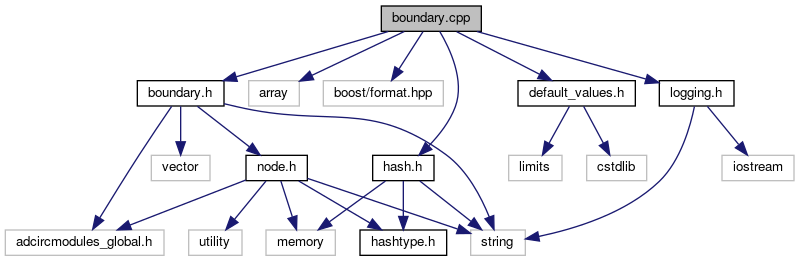 boundary.cpp
boundary.h
array
boost/format.hpp
default_values.h
logging.h
vector
node.h
hash.h
limits
cstdlib
iostream
adcircmodules_global.h
utility
memory
hashtype.h
string